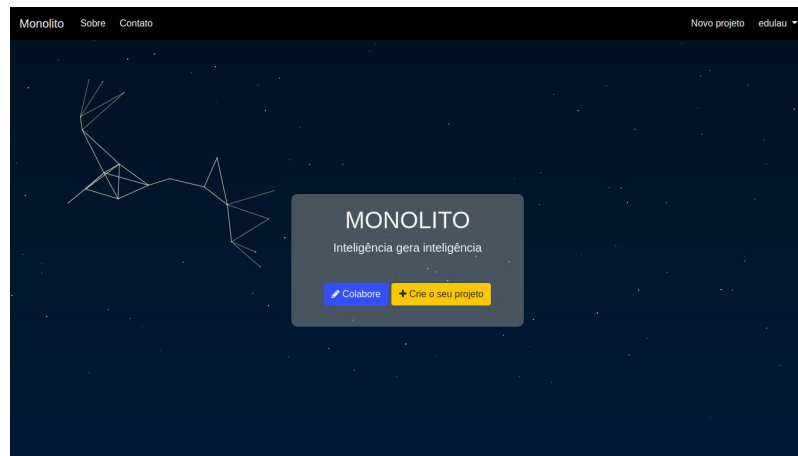 Monolito Sobre Contato Novo projeto edulau
MONOLITO
Inteligência gera inteligência
Colabore Crie o seu projeto